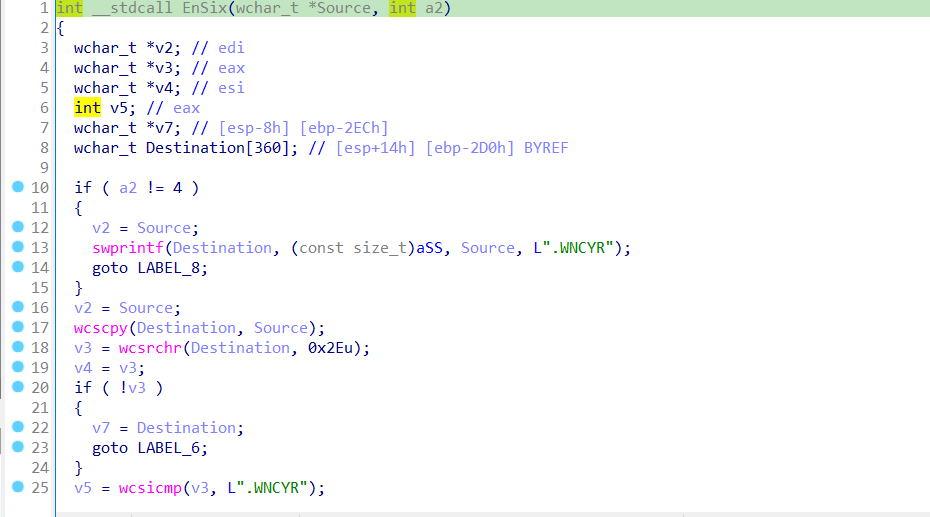 1 int __stdcall EnSix(wchar_t *Source, int a2)
2 {
3 wchar_t *v2; // edi
4 wchar_t *v3; // eax
5 wchar_t *v4; // esi
6 int v5; // eax
7 wchar_t *v7; // [esp-8h] [ebp-2ECh]
8 wchar_t Destination[360]; // [esp+14h] [ebp-2D0h] BYREF
9
10 if ( a2 != 4 )
11 {
12 v2 = Source;
13 swprintf(Destination, (const size_t)aSS, Source, L".WNCYR");
14 goto LABEL_8;
15 }
16 v2 = Source;
17 wcscpy(Destination, Source);
18 v3 = wcsrchr(Destination, 0x2Eu);
19 v4 = v3;
20 if ( !v3 )
21 {
22 v7 = Destination;
23 goto LABEL_6;
24 }
25 v5 = wcsicmp(v3, L".WNCYR");